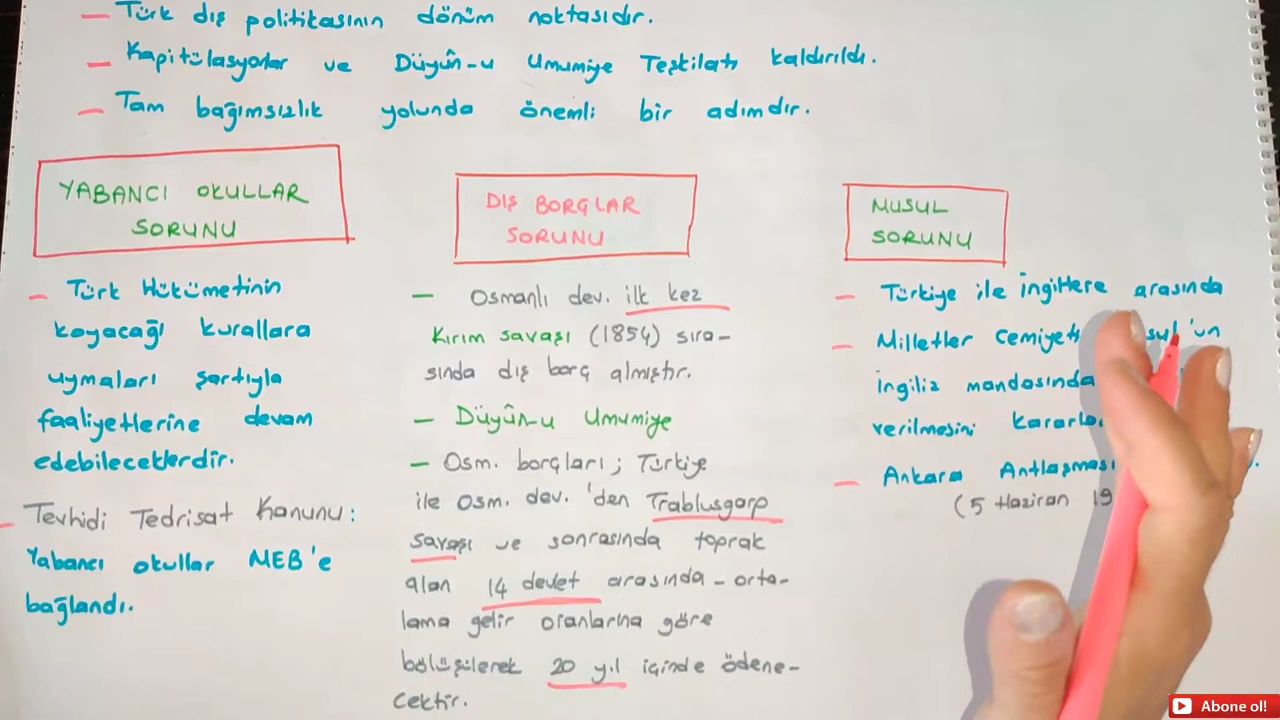 Türk dış politikasının dönüm noktasıdır.
Kapitülasyonlar ve Düyûn-u Umumiye Teşkilatı kaldırıldı.
Tam bağımsızlık yolunda önemli bir adımdır.
YABANCI OKULLAR
SORUNU
- Türk Hükümetinin
koyacağı kurallara
uymaları şartıyla
faaliyetlerine devam
edebileceklerdir.
- Tevhidi Tedrisat Kanunu:
Yabancı okullar MEB'e
bağlandı.
DIŞ BORÇLAR
SORUNU
- Osmanlı dev. ilk kez
Kırım savaşı (1854) sıra-
sında dış borç almıştır.
- Düyûn-u Umumiye
- Osm. borçları; Türkiye
ile Osm. dev.'den Trablusgarp
savaşı ve sonrasında toprak
alan 14 devlet arasında - orta-
lama gelir oranlarına göre
bölüşülerek 20 yıl içinde ödene-
cektir.
MUSUL
SORUNU
- Türkiye ile İngiltere arasında
- Milletler Cemiyeti
İngiliz mandasında
verilmesini
- Ankara Antlaşması
(5 Haziran
Abone ol!